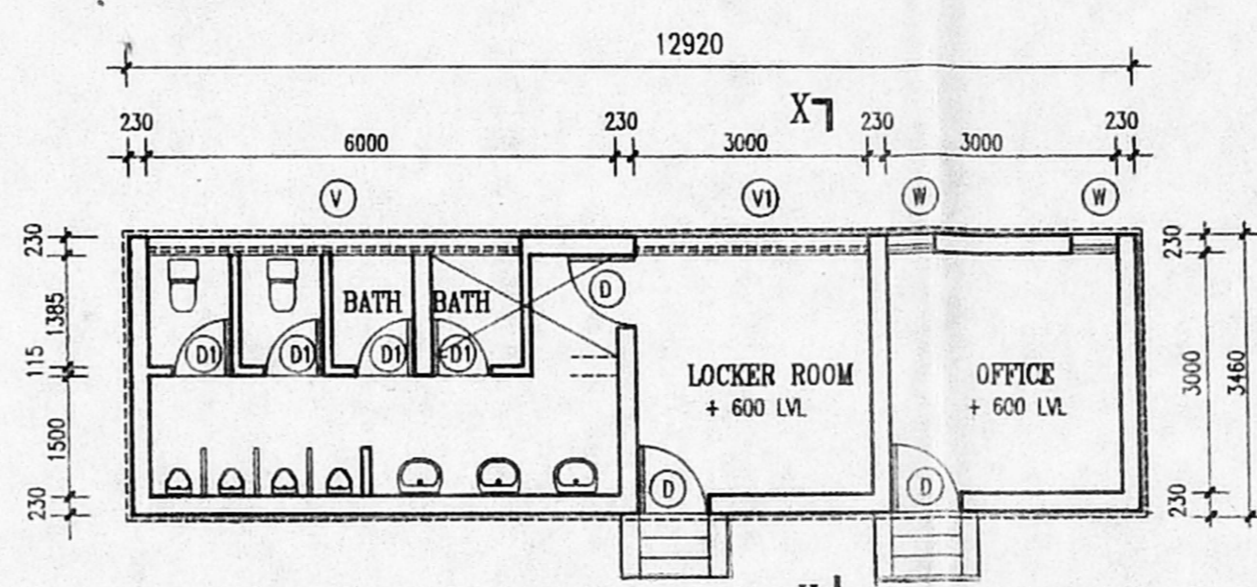 12920
X
230 6000 230 3000 230 3000 230
V V1 W W
230 1385 115 1500 230
BATH BATH
D
D1 D1 D1 D1
LOCKER ROOM
+ 600 LVL
OFFICE
+ 600 LVL
D D
230 3000 230
3460